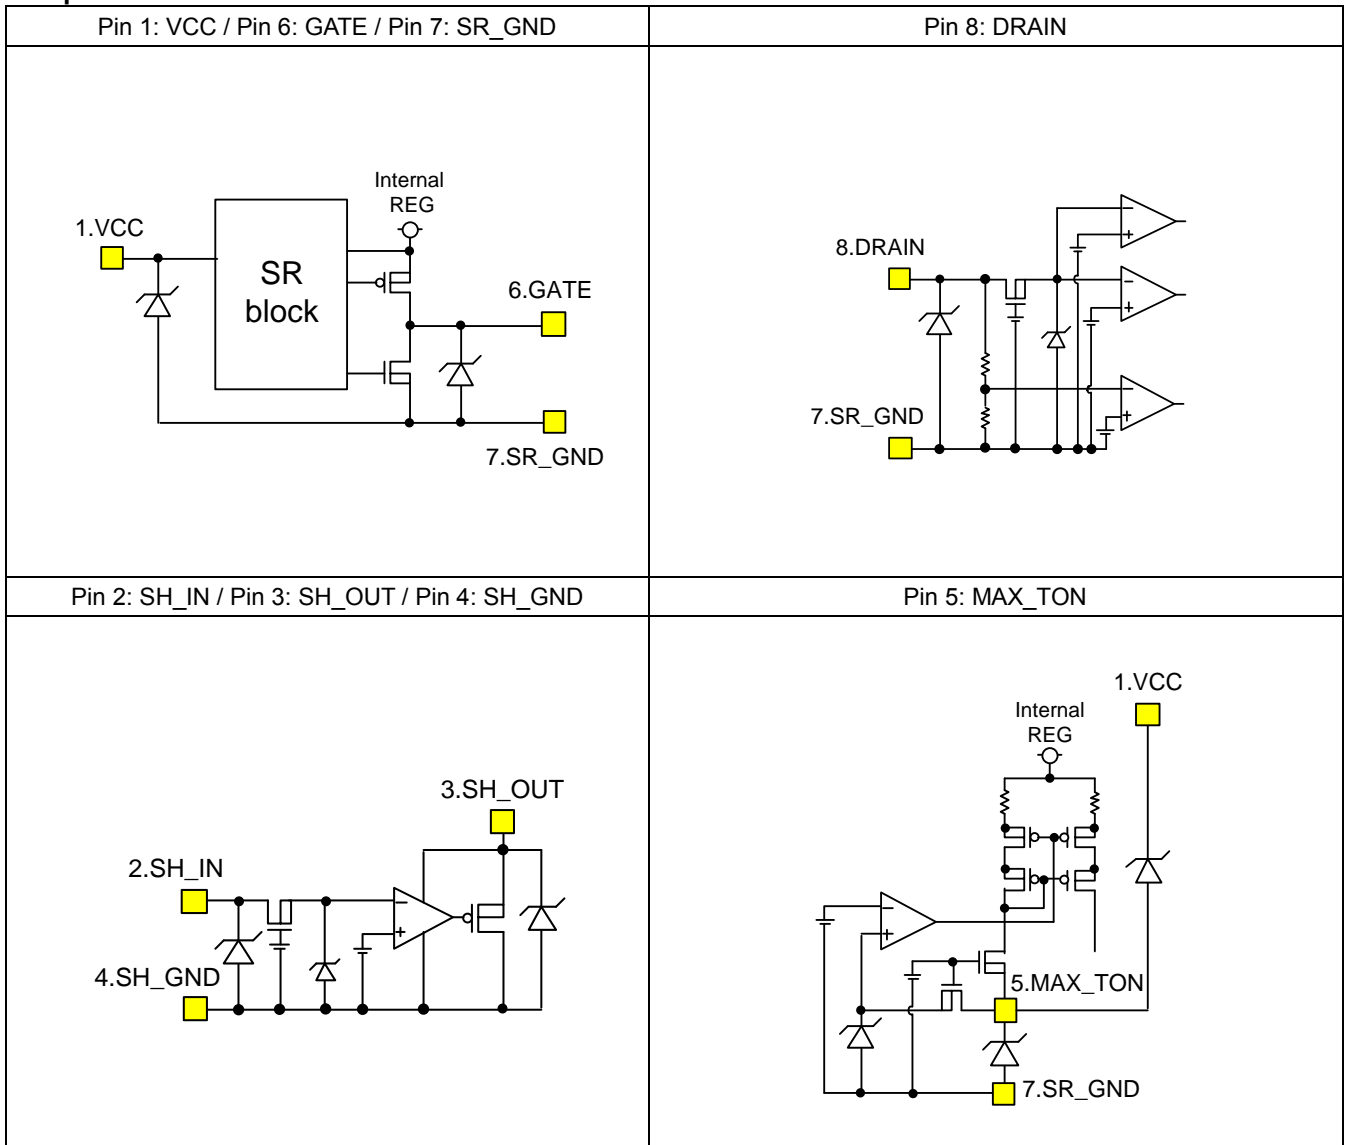 Pin 1: VCC / Pin 6: GATE / Pin 7: SR_GND
Pin 8: DRAIN
Internal
REG
1.VCC
SR
block
6.GATE
7.SR_GND
8.DRAIN
7.SR_GND
−
+
−
+
−
+
Pin 2: SH_IN / Pin 3: SH_OUT / Pin 4: SH_GND
Pin 5: MAX_TON
3.SH_OUT
2.SH_IN
4.SH_GND
−
+
1.VCC
Internal
REG
−
+
5.MAX_TON
7.SR_GND